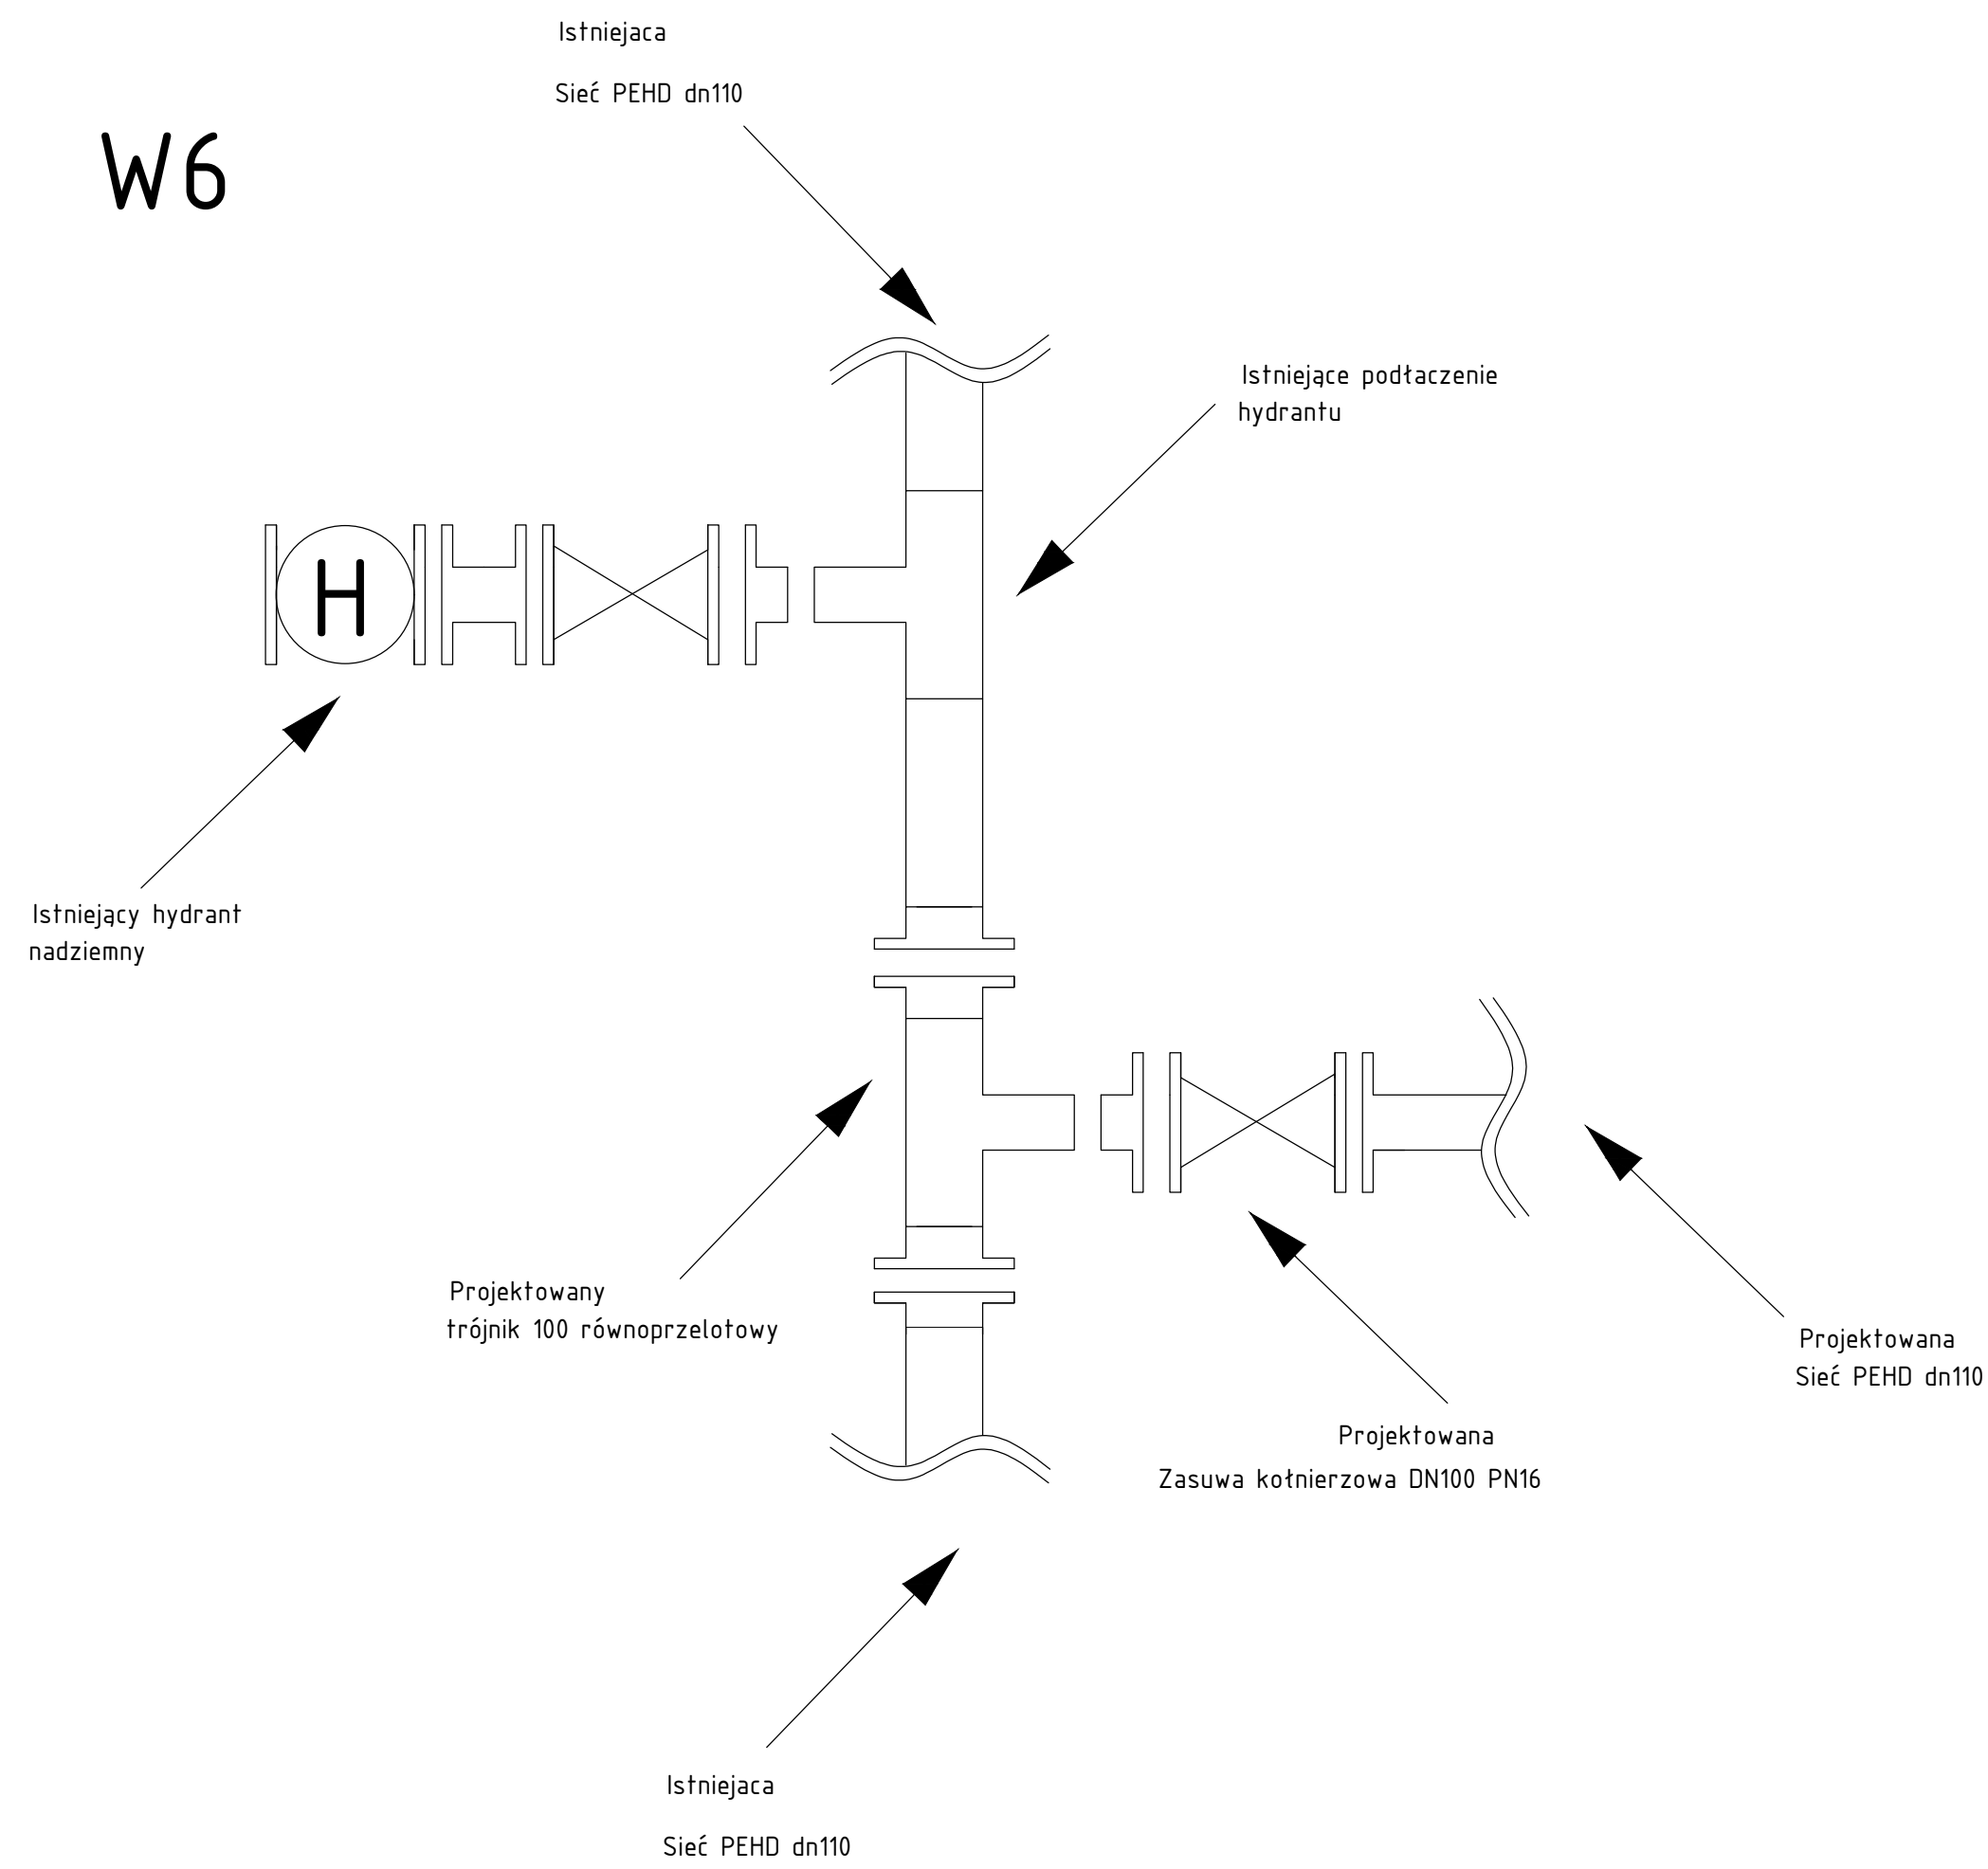 Istniejaca
Sieć PEHD dn110
W6
Istniejące podłaczenie
hydrantu
H
Istniejący hydrant
nadziemny
Projektowany
trójnik 100 równoprzelotowy
Projektowana
Sieć PEHD dn110
Projektowana
Zasuwa kołnierzowa DN100 PN16
Istniejaca
Sieć PEHD dn110